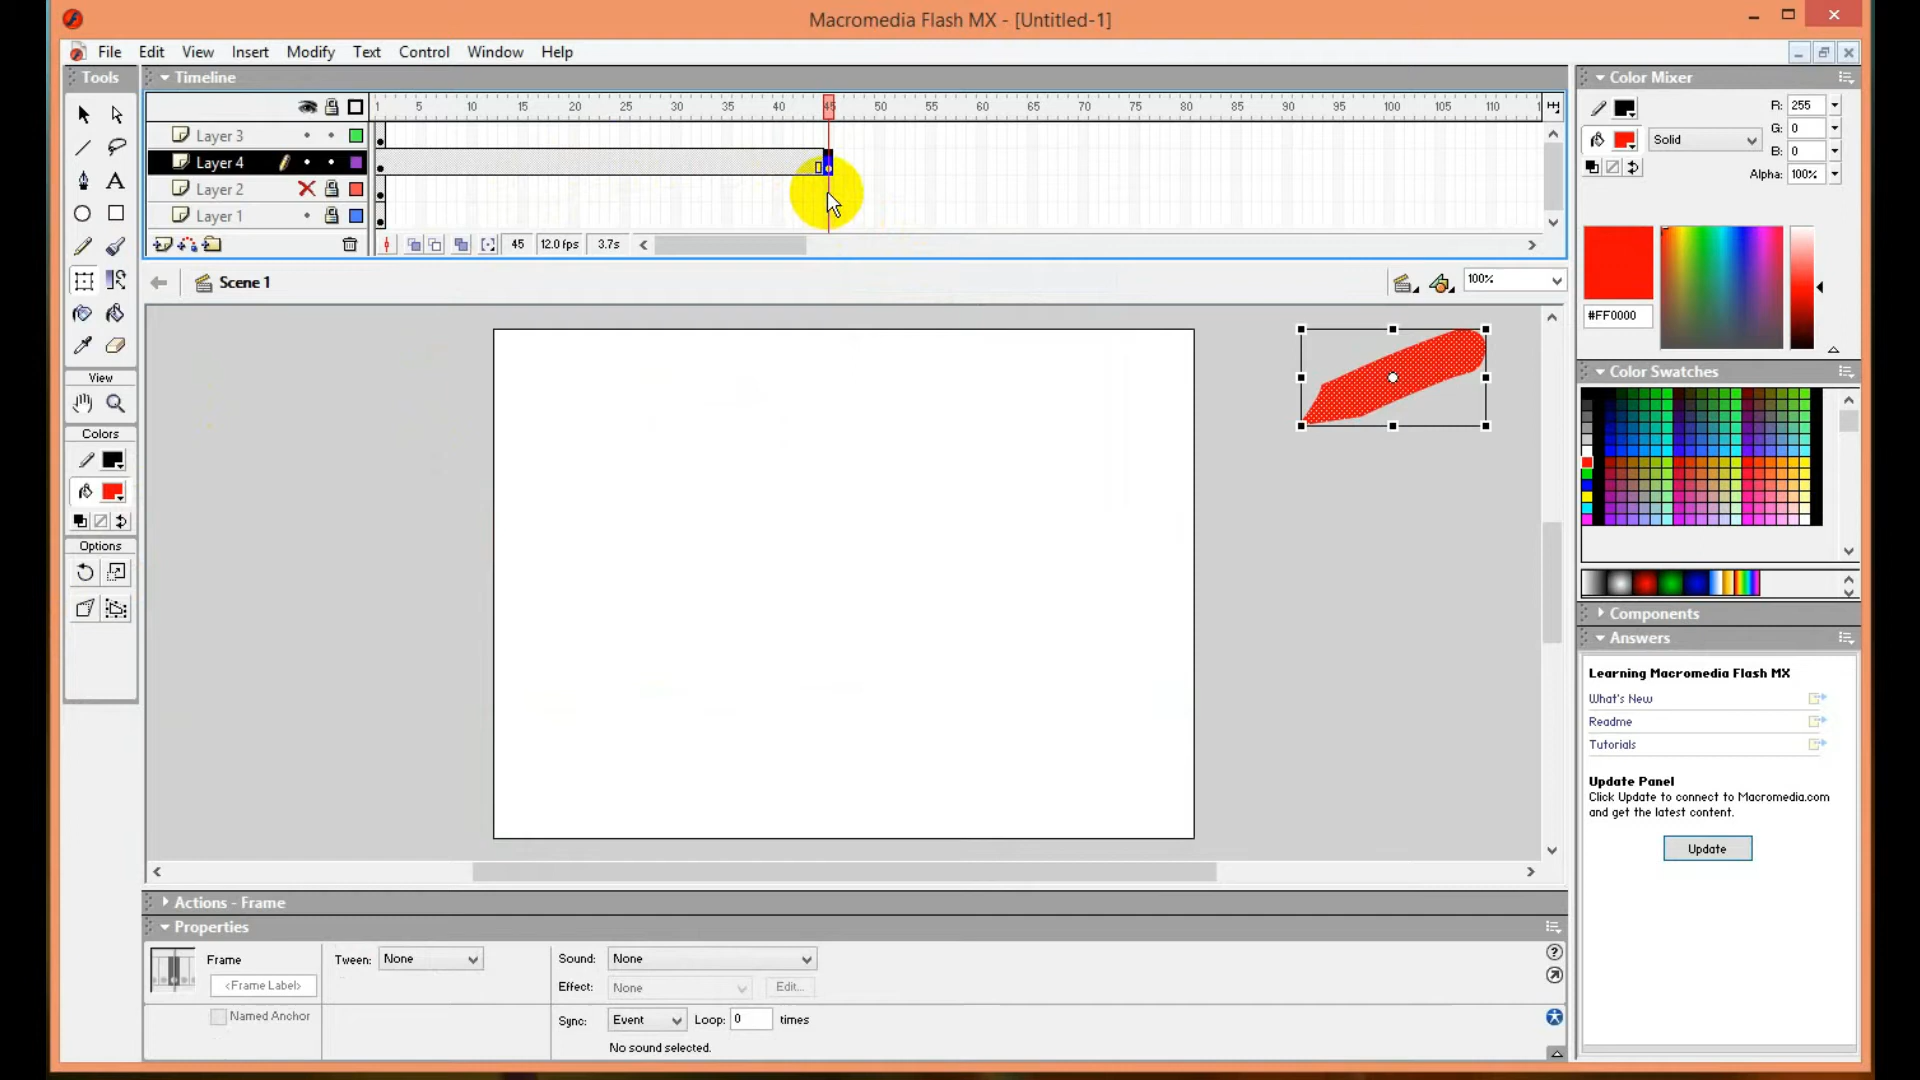 Macromedia Flash MX - [Untitled-1]
File Edit View Insert Modify Text Control Window Help
Tools
Timeline
Color Mixer
1 5 10 15 20 25 30 35 40 45 50 55 60 65 70 75 80 85 90 95 100 105 110 1
R: 255
G: 0
B: 0
Alpha: 100%
Solid
Layer 3
Layer 4
Layer 2
Layer 1
45 12.0 fps 3.7s
Scene 1
100%
#FF0000
View
Colors
Options
Color Swatches
Components
Answers
Learning Macromedia Flash MX
What's New
Readme
Tutorials
Update Panel
Click Update to connect to Macromedia.com
and get the latest content.
Update
Actions - Frame
Properties
Frame
<Frame Label>
Named Anchor
Tween: None
Sound: None
Effect: None Edit...
Sync: Event Loop: 0 times
No sound selected.